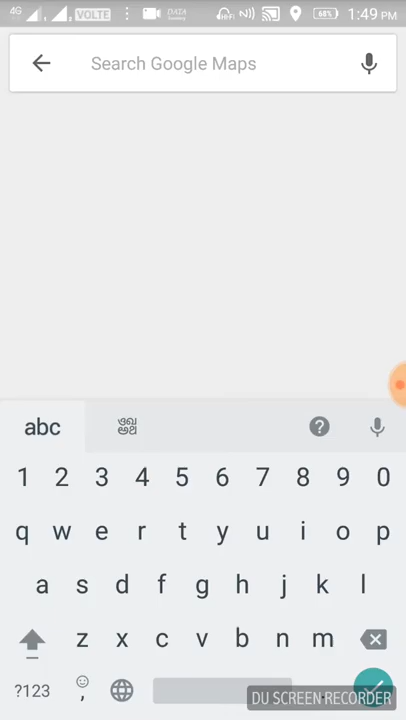 4G VOLTE HiFi 68% 1:49 PM
Search Google Maps
abc
1 2 3 4 5 6 7 8 9 0
q w e r t y u i o p
a s d f g h j k l
z x c v b n m
?123 , .
DU SCREEN RECORDER